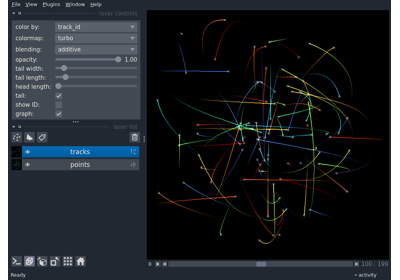 File View Plugins Window Help
layer controls
color by: track_id
colormap: turbo
blending: additive
opacity: 1.00
tail width:
tail length:
head length:
tail:
show ID:
graph:
layer list
tracks
points
100 199
Ready
activity